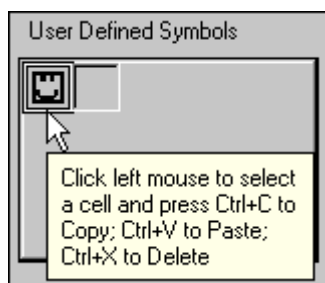 User Defined Symbols
Click left mouse to select
a cell and press Ctrl+C to
Copy; Ctrl+V to Paste;
Ctrl+X to Delete